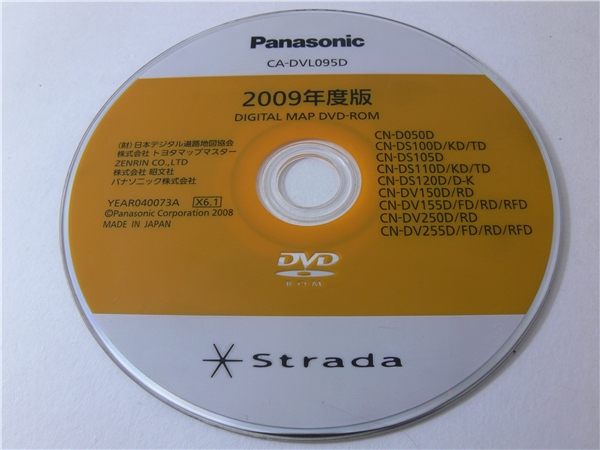 Panasonic
CA-DVL095D
2009年度版
DIGITAL MAP DVD-ROM
(財)日本デジタル道路地図協会
株式会社 トヨタマップマスター
ZENRIN CO.,LTD
株式会社 昭文社
パナソニック株式会社
YEAR040073A X6.1
©Panasonic Corporation 2008
MADE IN JAPAN
CN-D050D
CN-DS100D/KD/TD
CN-DS105D
CN-DS110D/KD/TD
CN-DS120D/D-K
CN-DV150D/RD
CN-DV155D/FD/RD/RFD
CN-DV250D/RD
CN-DV255D/FD/RD/RFD
DVD
R O M
Strada